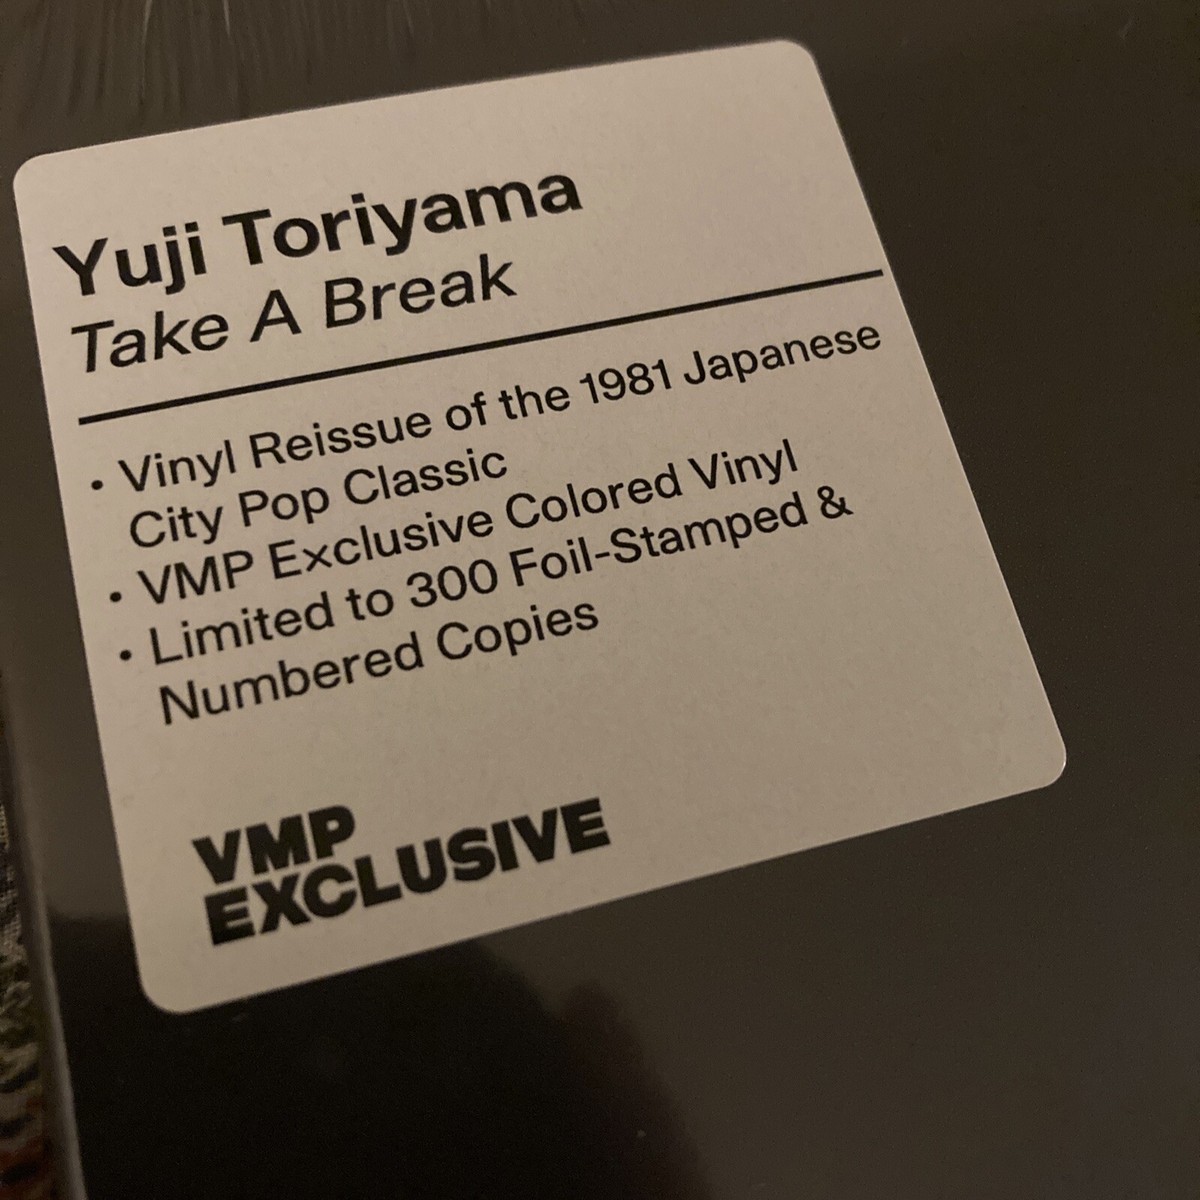 Yuji Toriyama
Take A Break
• Vinyl Reissue of the 1981 Japanese
City Pop Classic
• VMP Exclusive Colored Vinyl
• Limited to 300 Foil-Stamped &
Numbered Copies
VMP
EXCLUSIVE